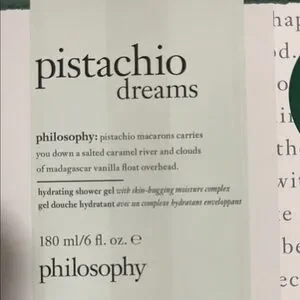 pistachio
dreams
philosophy: pistachio macarons carries
you down a salted caramel river and clouds
of madagascar vanilla float overhead.
hydrating shower gel with skin-hugging moisture complex
gel douche hydratant avec un complexe hydratant enveloppant
180 ml/6 fl. oz. ℮
philosophy